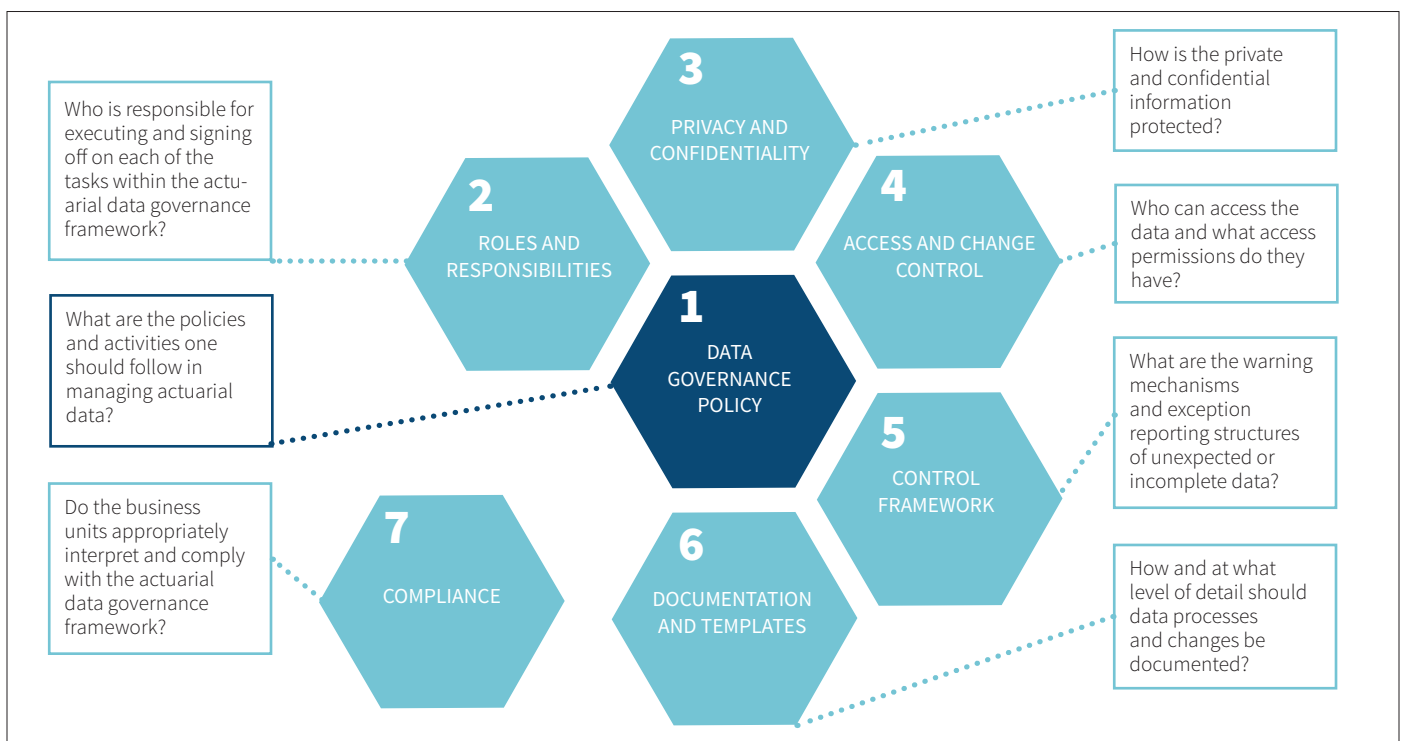 Who is responsible for
executing and signing
off on each of the
tasks within the actu-
arial data governance
framework?
What are the policies
and activities one
should follow in
managing actuarial
data?
Do the business
units appropriately
interpret and comply
with the actuarial
data governance
framework?
1
DATA
GOVERNANCE
POLICY
2
ROLES AND
RESPONSIBILITIES
3
PRIVACY AND
CONFIDENTIALITY
4
ACCESS AND CHANGE
CONTROL
5
CONTROL
FRAMEWORK
6
DOCUMENTATION
AND TEMPLATES
7
COMPLIANCE
How is the private
and confidential
information
protected?
Who can access the
data and what access
permissions do they
have?
What are the warning
mechanisms
and exception
reporting structures
of unexpected or
incomplete data?
How and at what
level of detail should
data processes
and changes be
documented?